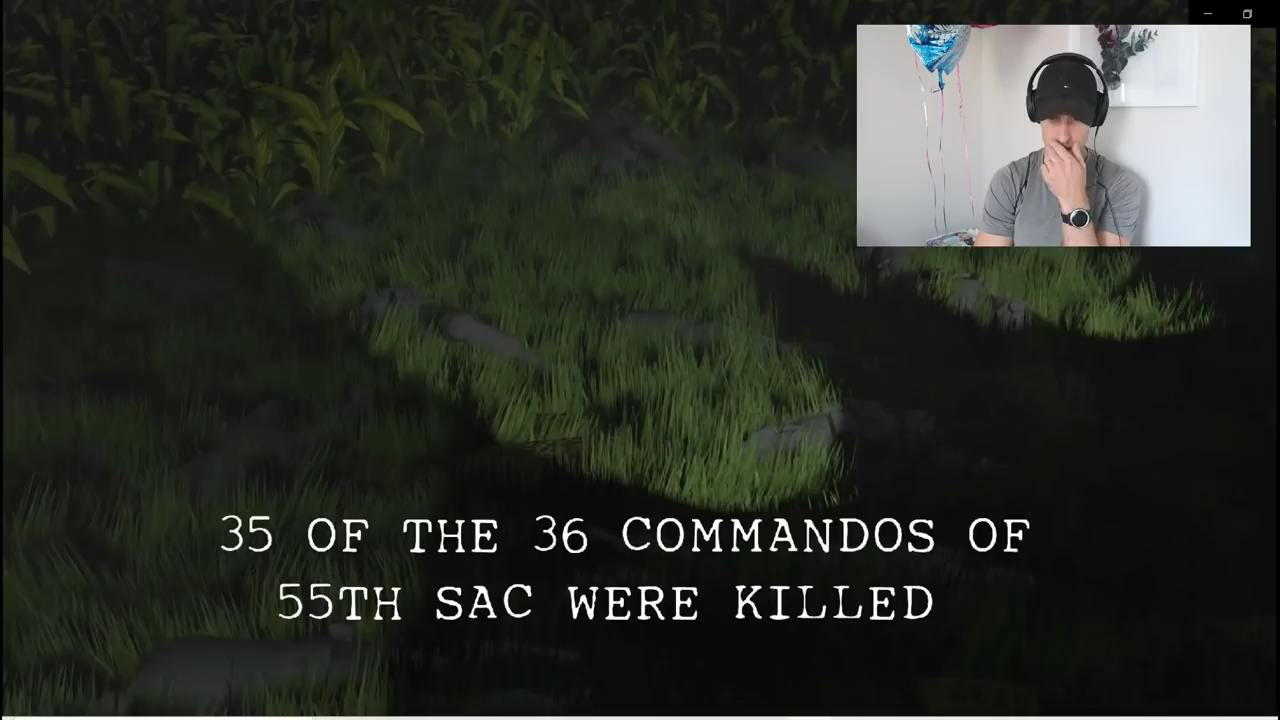 35 OF THE 36 COMMANDOS OF
55TH SAC WERE KILLED